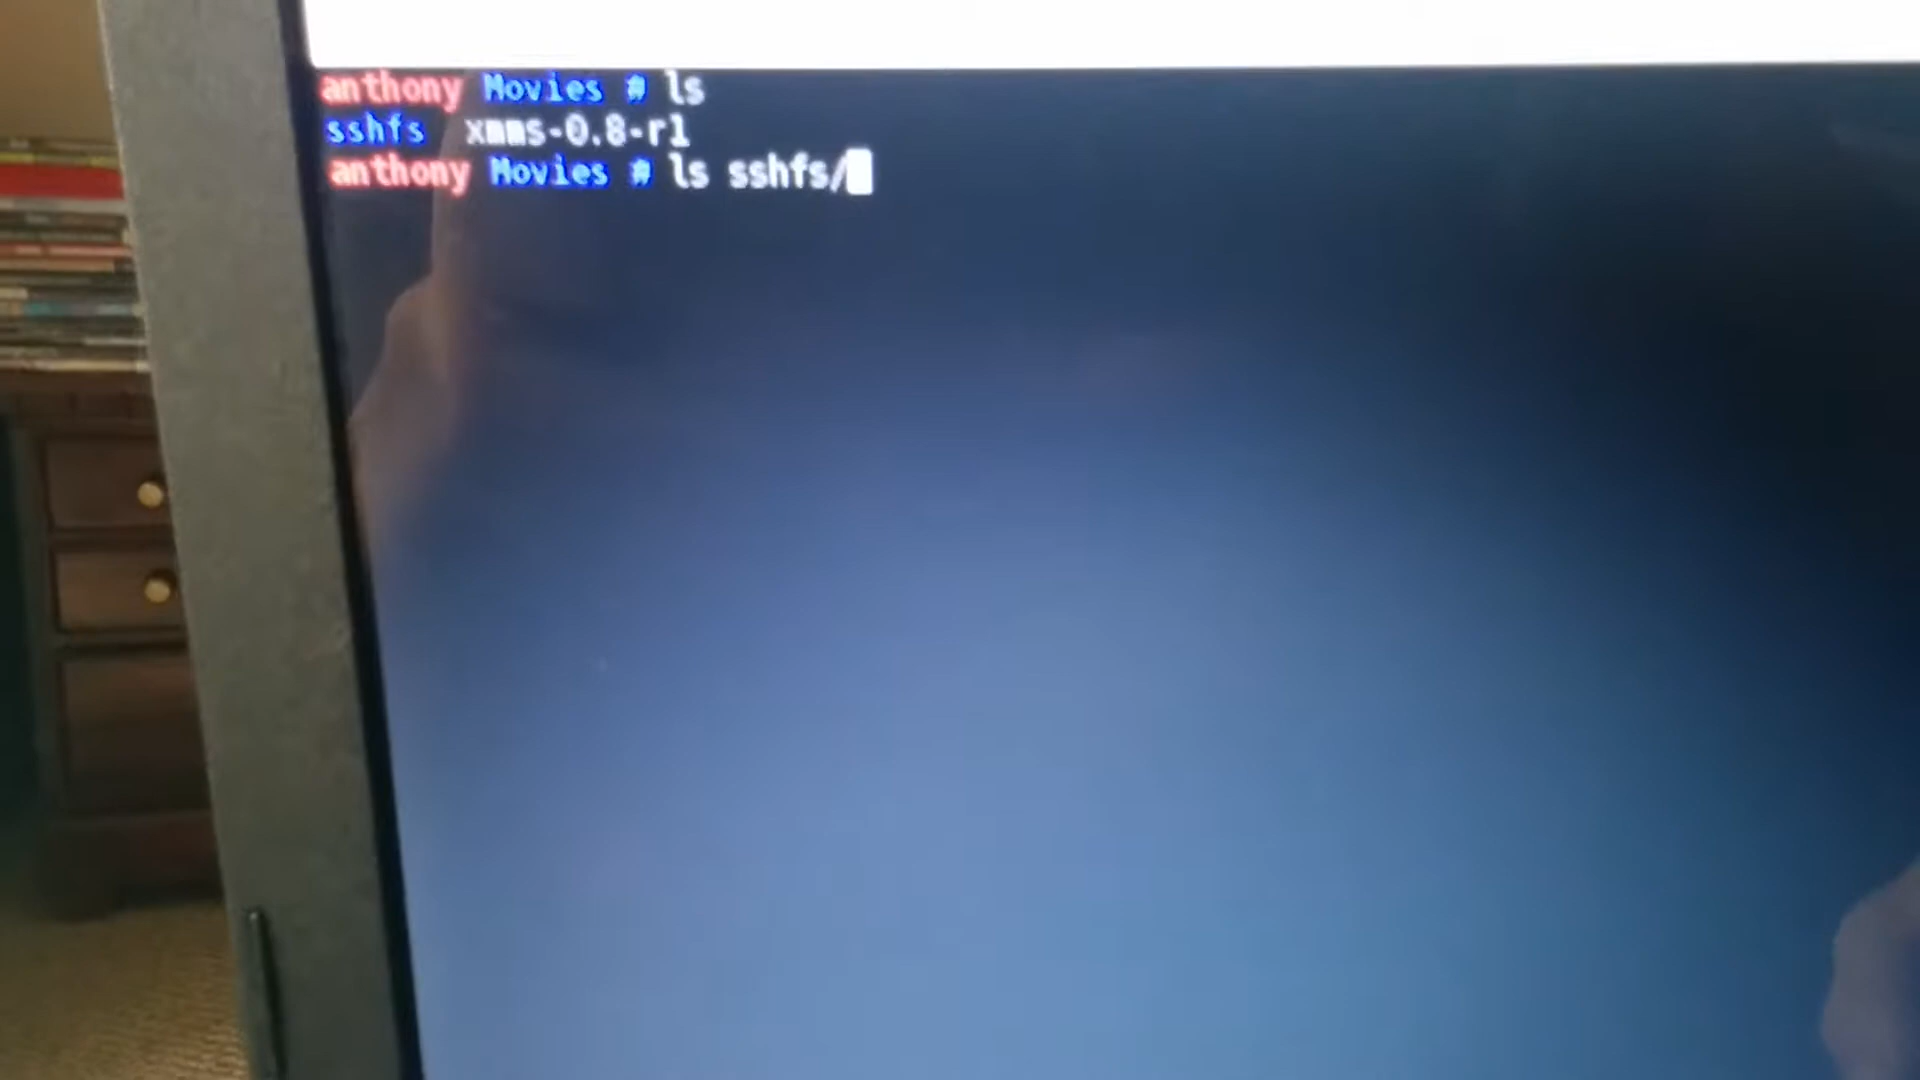 anthony Movies # ls
sshfs xmms-0.8-r1
anthony Movies # ls sshfs/